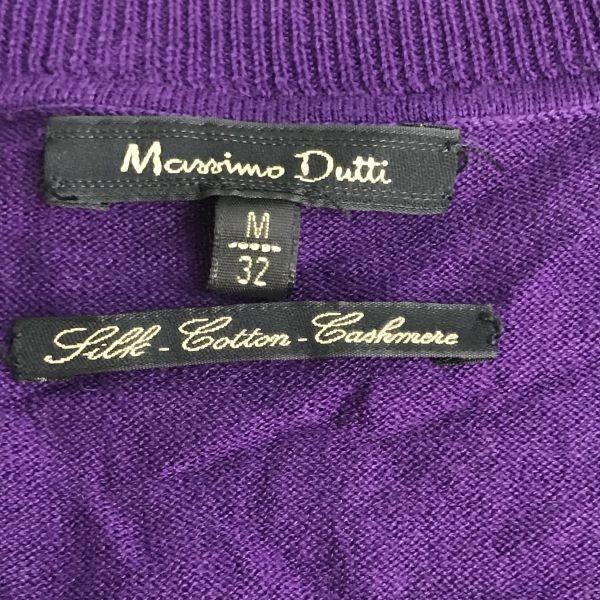 Massimo Dutti
M
32
Silk - Cotton - Cashmere